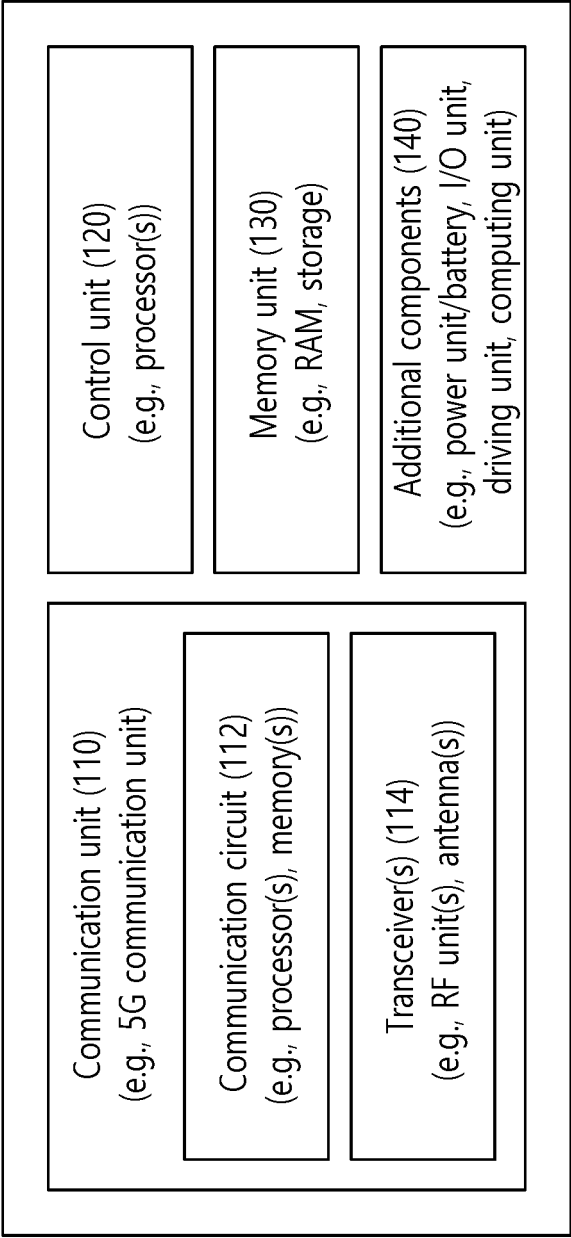 Communication unit (110)
(e.g., 5G communication unit)
Communication circuit (112)
(e.g., processor(s), memory(s))
Transceiver(s) (114)
(e.g., RF unit(s), antenna(s))
Control unit (120)
(e.g., processor(s))
Memory unit (130)
(e.g., RAM, storage)
Additional components (140)
(e.g., power unit/battery, I/O unit,
driving unit, computing unit)